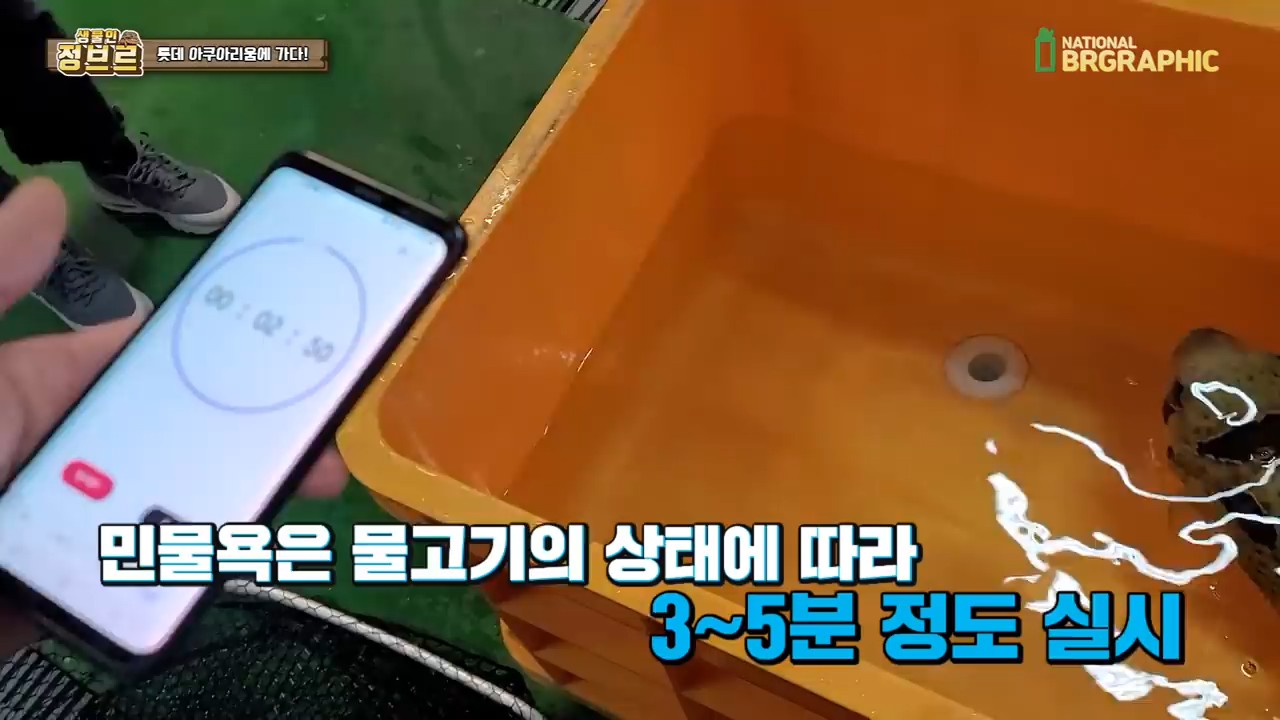 생물인
정브르
롯데 아쿠아리움에 가다!
NATIONAL
BRGRAPHIC
00 : 02 : 50
민물욕은 물고기의 상태에 따라
3~5분 정도 실시